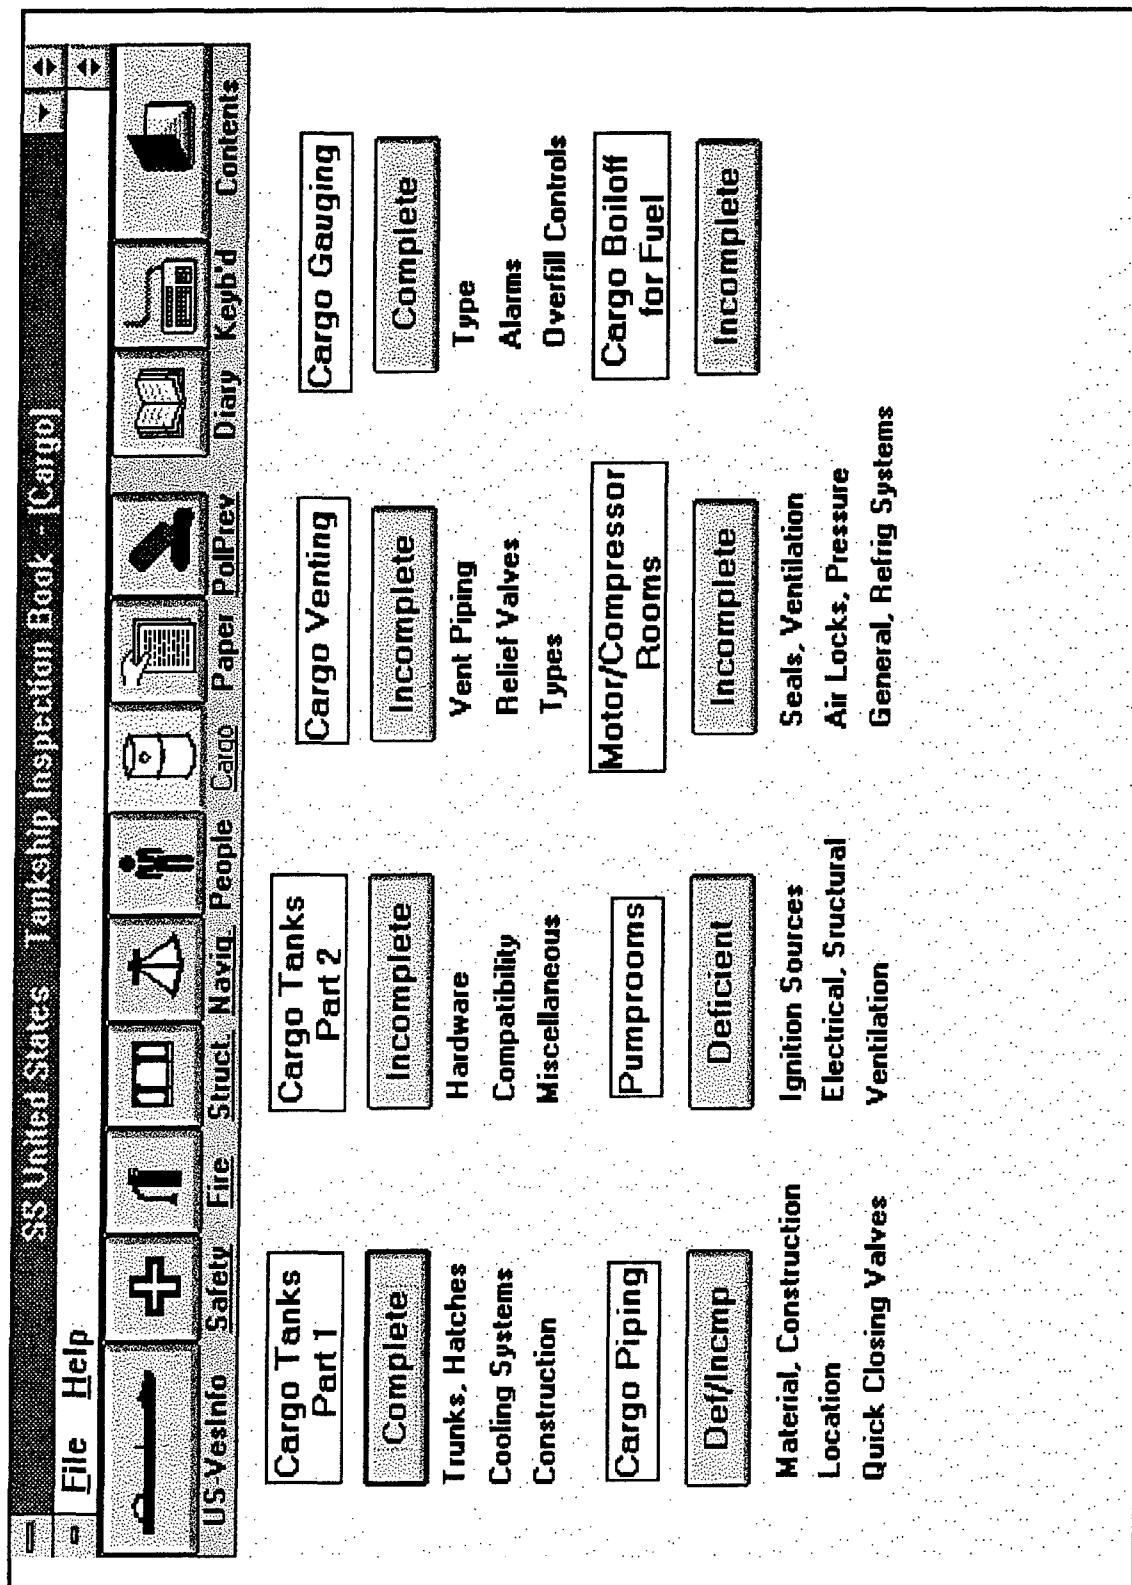 SS United States Tankship Inspection Book - [Cargo]
File Help
US-VesInfo Safety Fire Struct. Navig. People Cargo Paper PolPrev Diary Keyb'd Contents
Cargo Tanks
Part 1
Complete
Trunks, Hatches
Cooling Systems
Construction
Cargo Tanks
Part 2
Incomplete
Hardware
Compatibility
Miscellaneous
Cargo Venting
Incomplete
Vent Piping
Relief Valves
Types
Cargo Gauging
Complete
Type
Alarms
Overfill Controls
Cargo Piping
Def/Incmp
Material, Construction
Location
Quick Closing Valves
Pumprooms
Deficient
Ignition Sources
Electrical, Sructural
Ventilation
Motor/Compressor
Rooms
Incomplete
Seals, Ventilation
Air Locks, Pressure
General, Refrig Systems
Cargo Boiloff
for Fuel
Incomplete